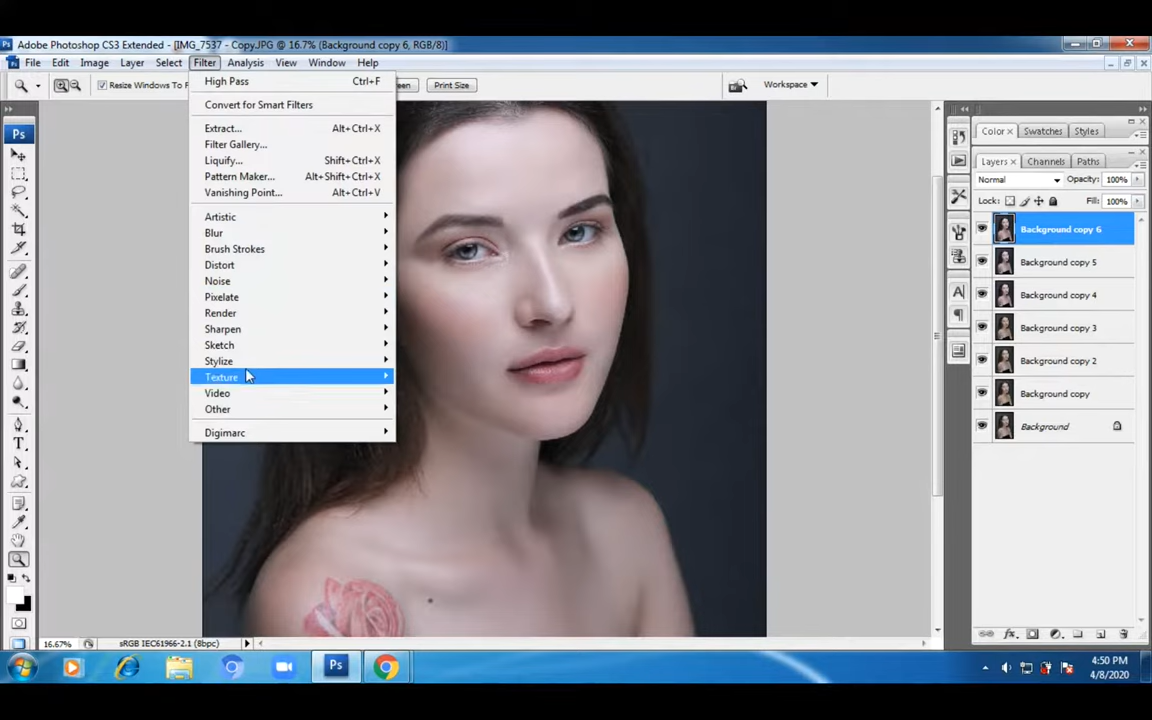 Adobe Photoshop CS3 Extended - [IMG_7537 - Copy.JPG @ 16.7% (Background copy 6, RGB/8)]
File Edit Image Layer Select Filter Analysis View Window Help
Resize Windows To F
een
Print Size
Workspace
High Pass Ctrl+F
Convert for Smart Filters
Extract... Alt+Ctrl+X
Filter Gallery...
Liquify... Shift+Ctrl+X
Pattern Maker... Alt+Shift+Ctrl+X
Vanishing Point... Alt+Ctrl+V
Artistic
Blur
Brush Strokes
Distort
Noise
Pixelate
Render
Sharpen
Sketch
Stylize
Texture
Video
Other
Digimarc
Ps
T
Color Swatches Styles
Layers Channels Paths
Normal Opacity: 100%
Lock: Fill: 100%
Background copy 6
Background copy 5
Background copy 4
Background copy 3
Background copy 2
Background copy
Background
A
16.67% sRGB IEC61966-2.1 (8bpc)
Ps
4:50 PM
4/8/2020